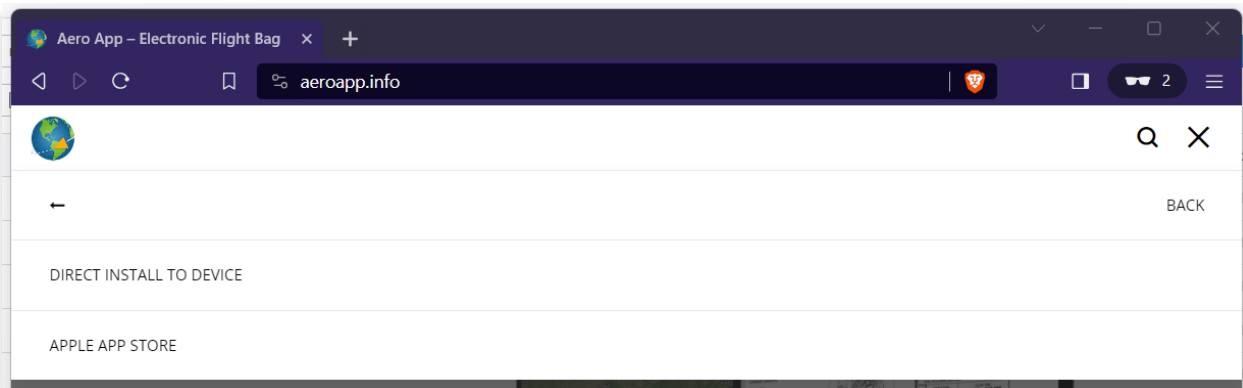 Aero App – Electronic Flight Bag
aeroapp.info
2
BACK
DIRECT INSTALL TO DEVICE
APPLE APP STORE